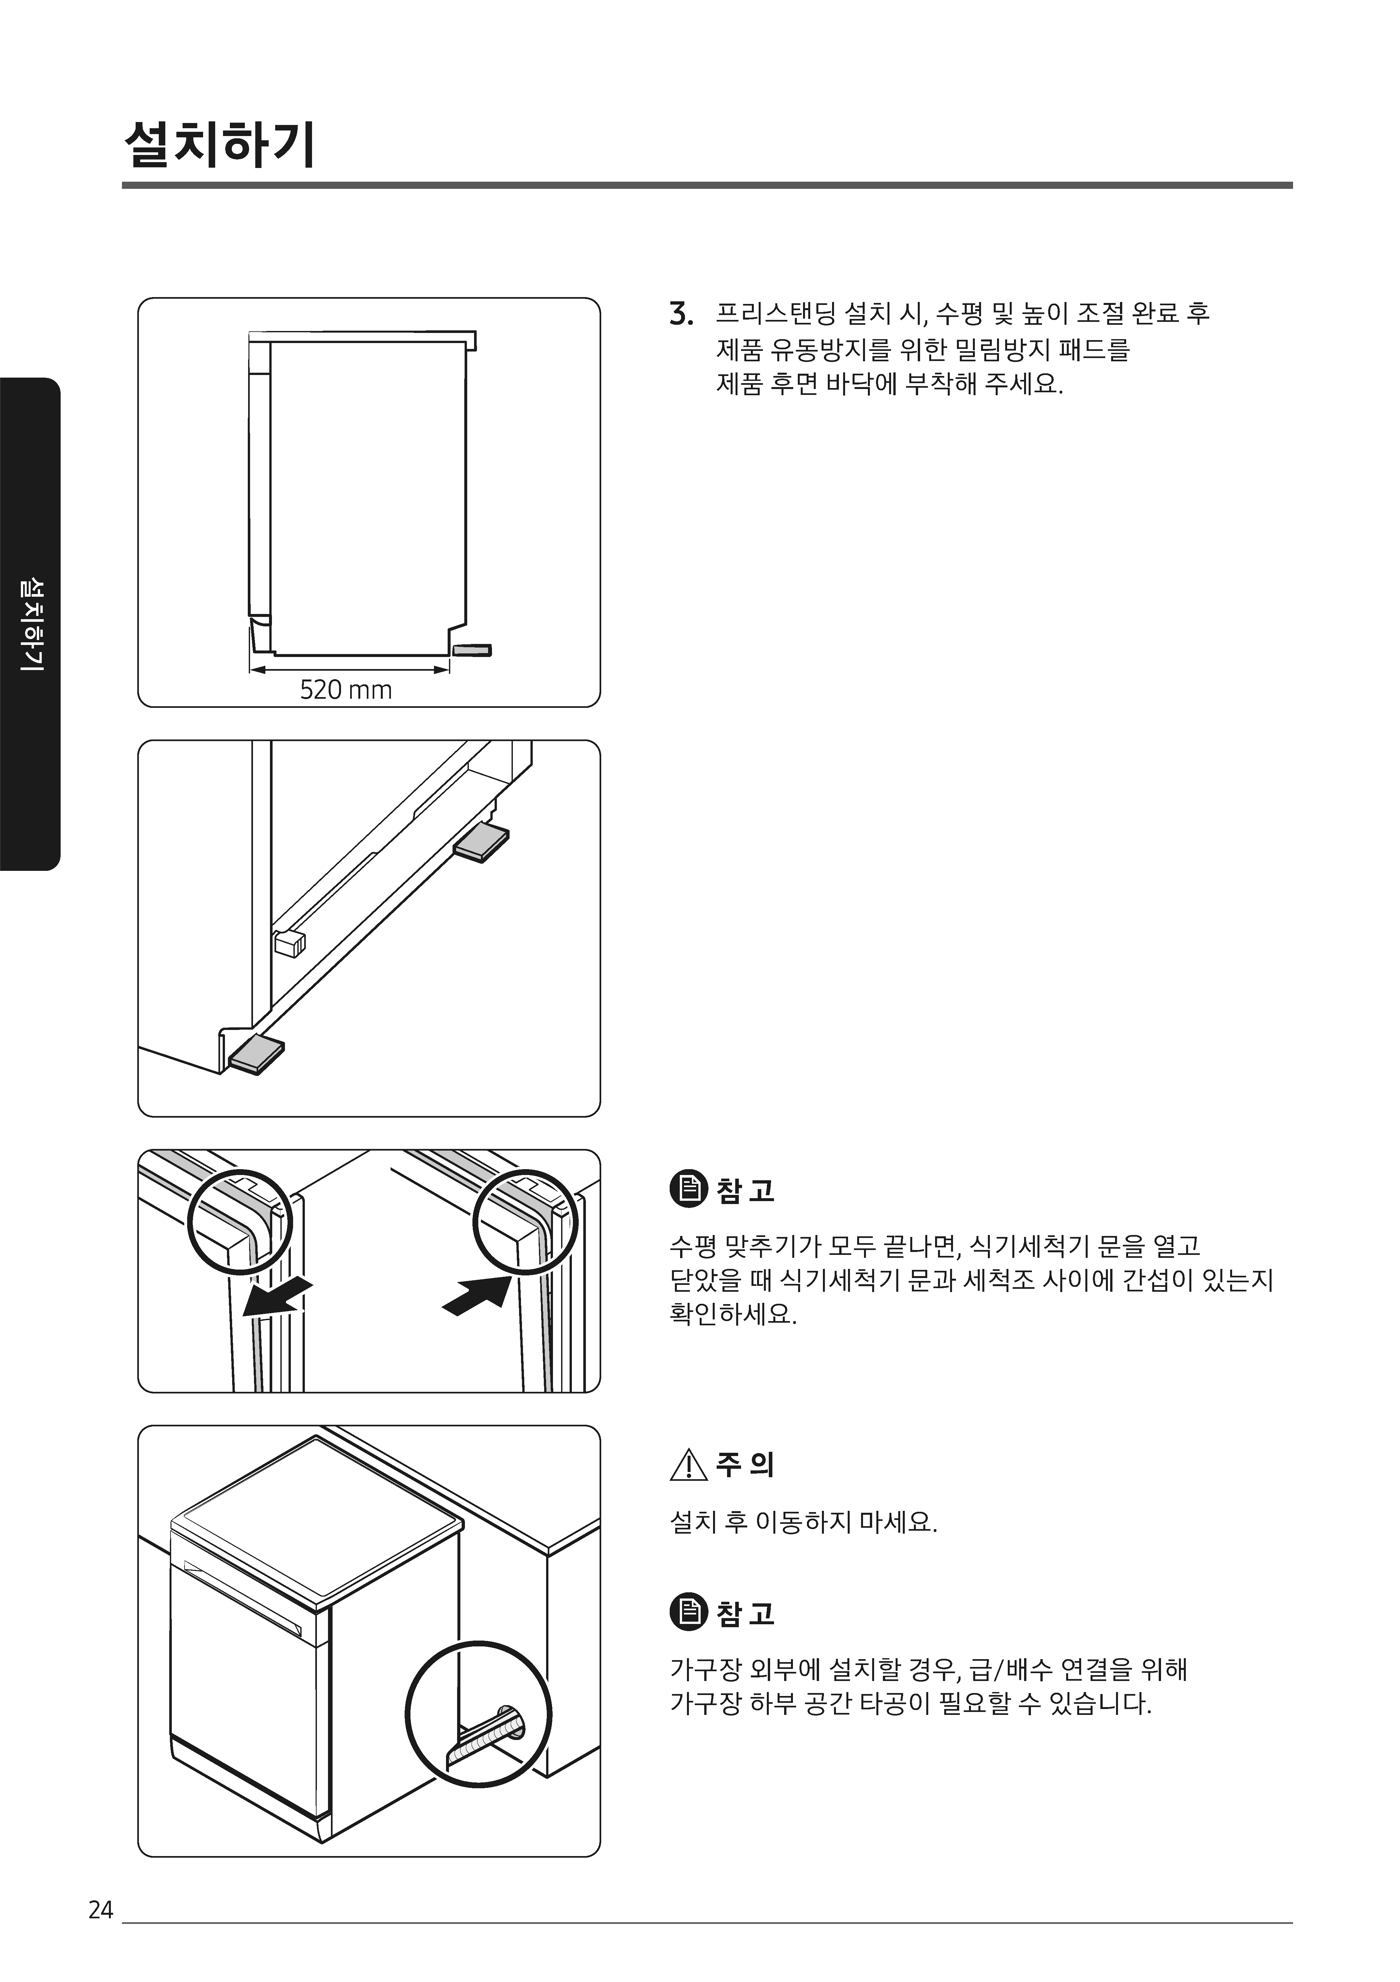 설치하기
설치하기
520 mm
3. 프리스탠딩 설치 시, 수평 및 높이 조절 완료 후
제품 유동방지를 위한 밀림방지 패드를
제품 후면 바닥에 부착해 주세요.
참고
수평 맞추기가 모두 끝나면, 식기세척기 문을 열고
닫았을 때 식기세척기 문과 세척조 사이에 간섭이 있는지
확인하세요.
주의
설치 후 이동하지 마세요.
참고
가구장 외부에 설치할 경우, 급/배수 연결을 위해
가구장 하부 공간 타공이 필요할 수 있습니다.
24